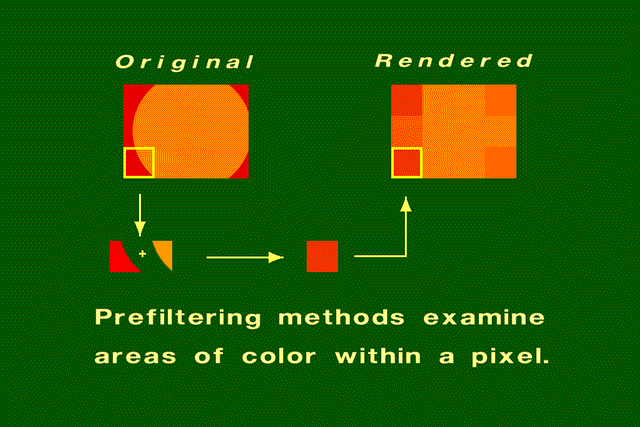 Original
Rendered
+
Prefiltering methods examine
areas of color within a pixel.